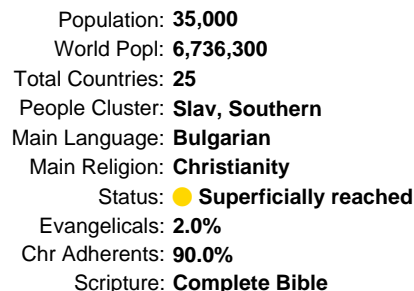 Population: 35,000
World Popl: 6,736,300
Total Countries: 25
People Cluster: Slav, Southern
Main Language: Bulgarian
Main Religion: Christianity
Status: Superficially reached
Evangelicals: 2.0%
Chr Adherents: 90.0%
Scripture: Complete Bible